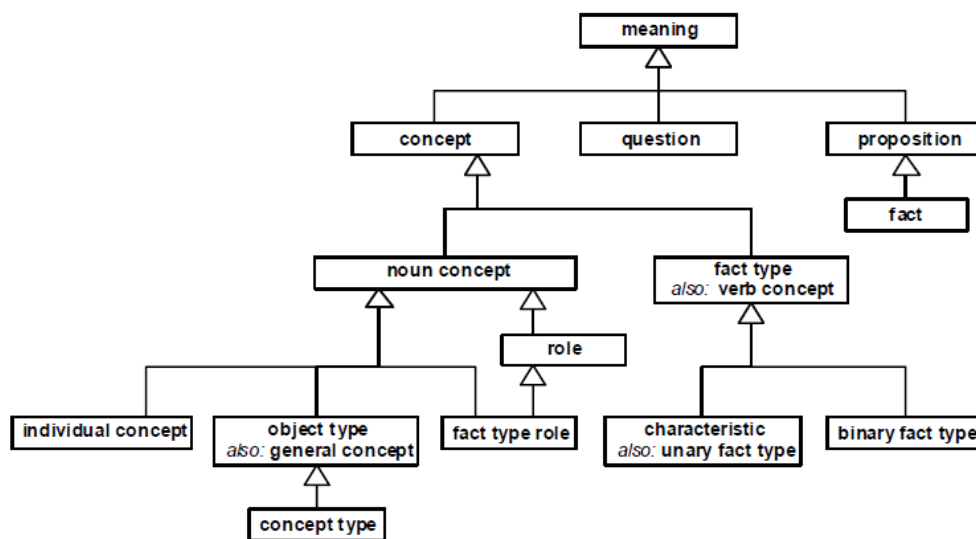 meaning
concept
question
proposition
fact
noun concept
fact type
also: verb concept
role
individual concept
object type
also: general concept
fact type role
characteristic
also: unary fact type
binary fact type
concept type